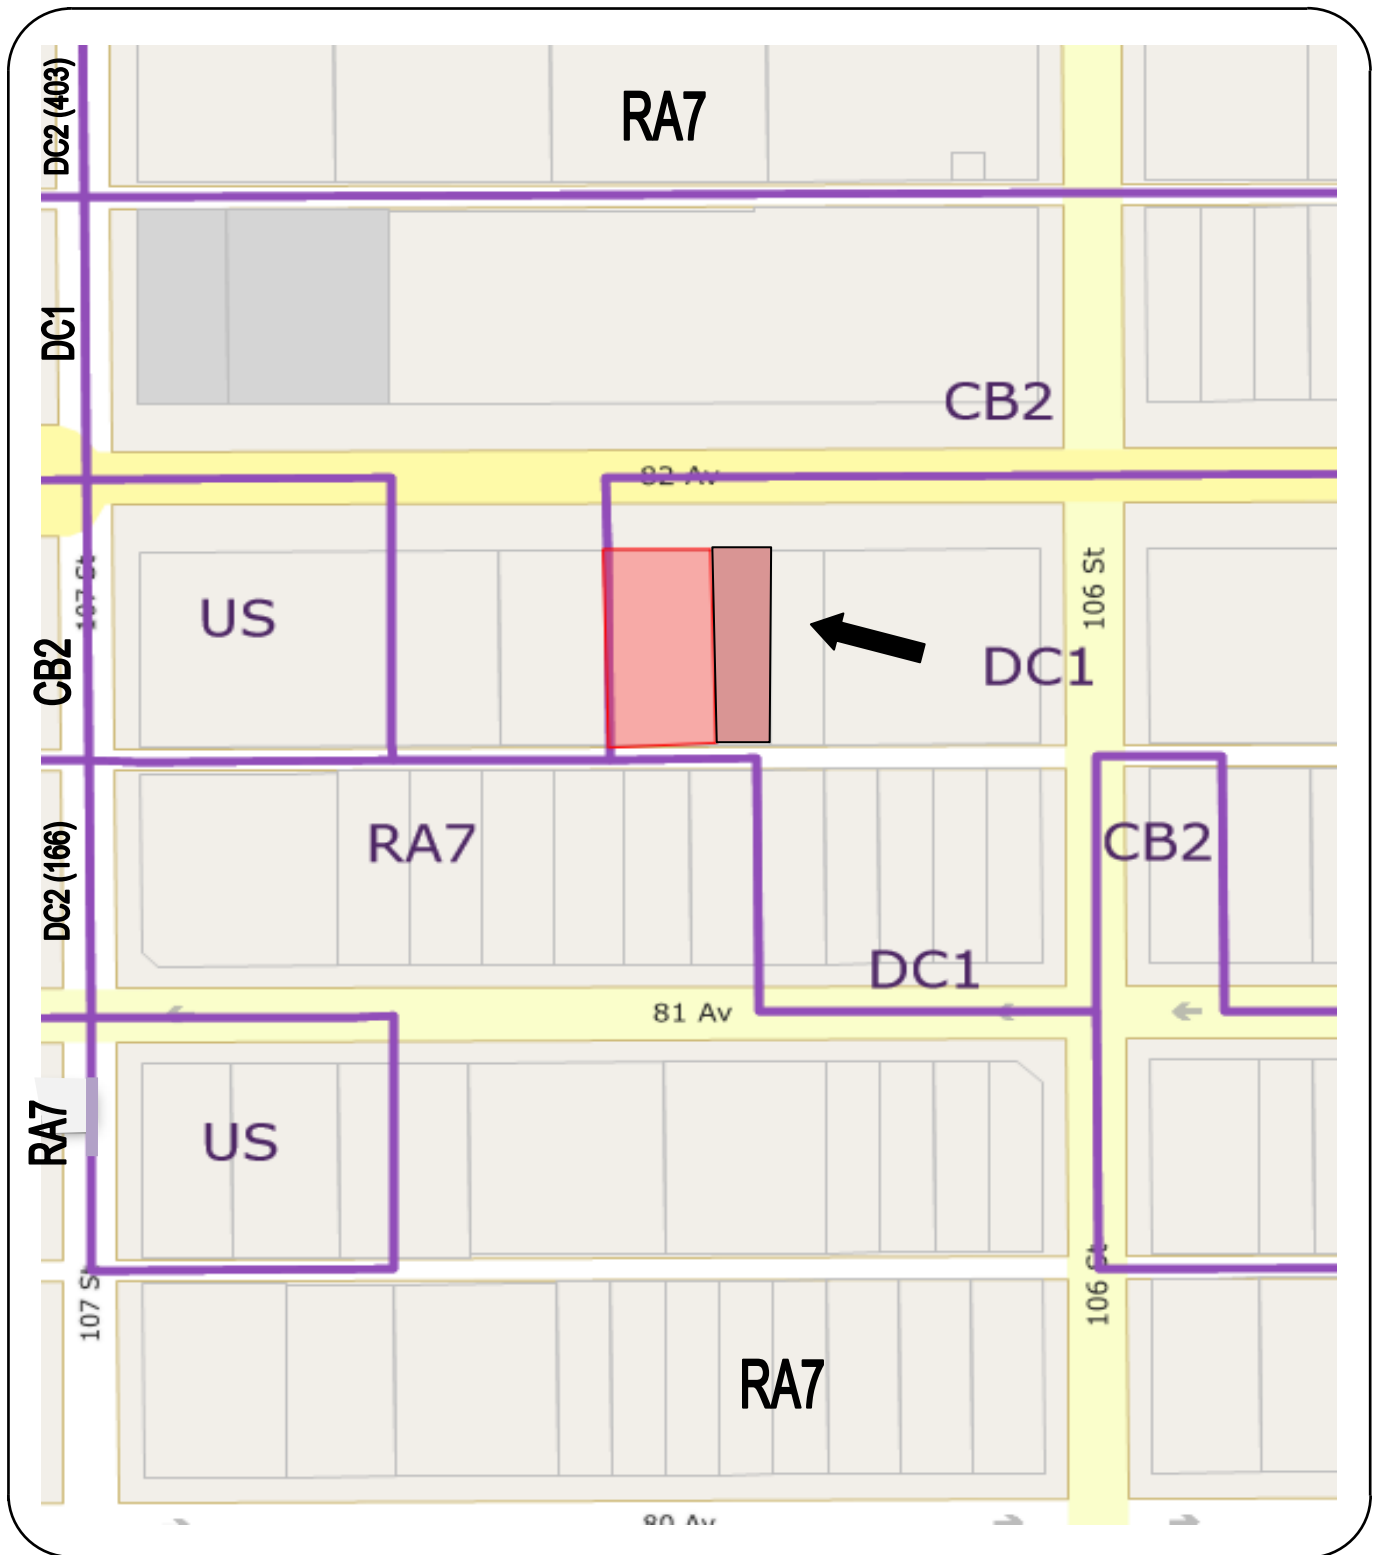 DC2 (403)
RA7
DC1
CB2
82 Av
107 St
US
106 St
CB2
DC1
RA7
CB2
DC2 (166)
DC1
81 Av
RA7
US
107 St
106 St
RA7
80 Av